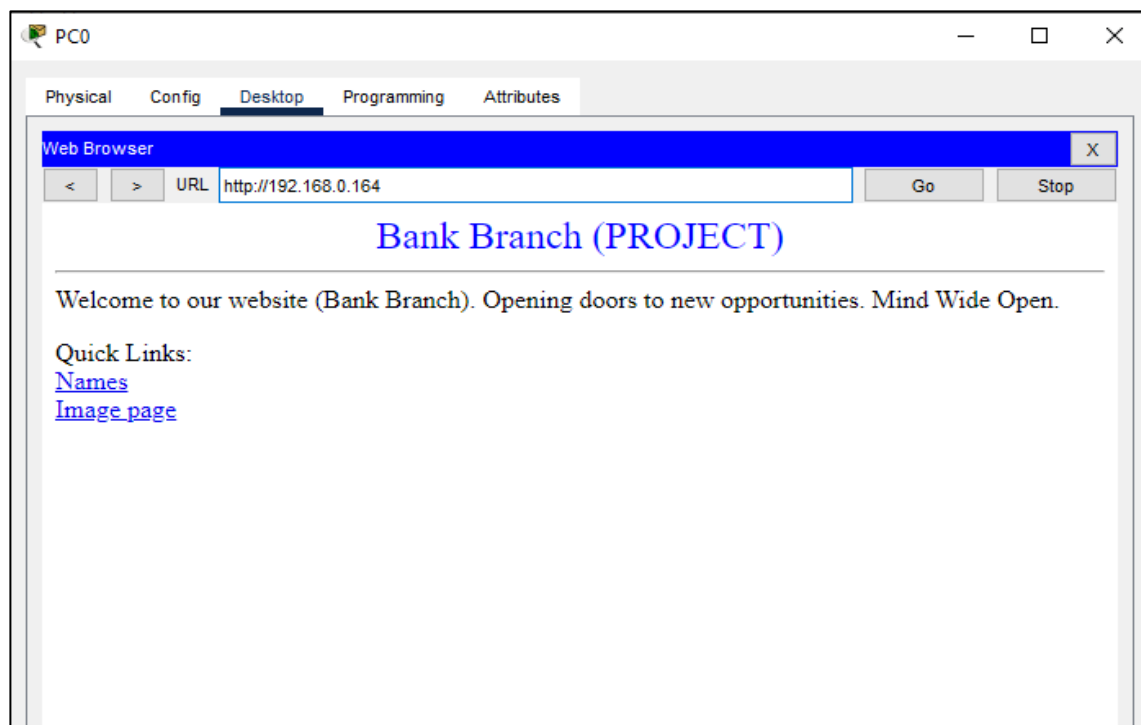 PC0
Physical Config Desktop Programming Attributes
Web Browser X
< > URL http://192.168.0.164 Go Stop
Bank Branch (PROJECT)
Welcome to our website (Bank Branch). Opening doors to new opportunities. Mind Wide Open.
Quick Links:
Names
Image page